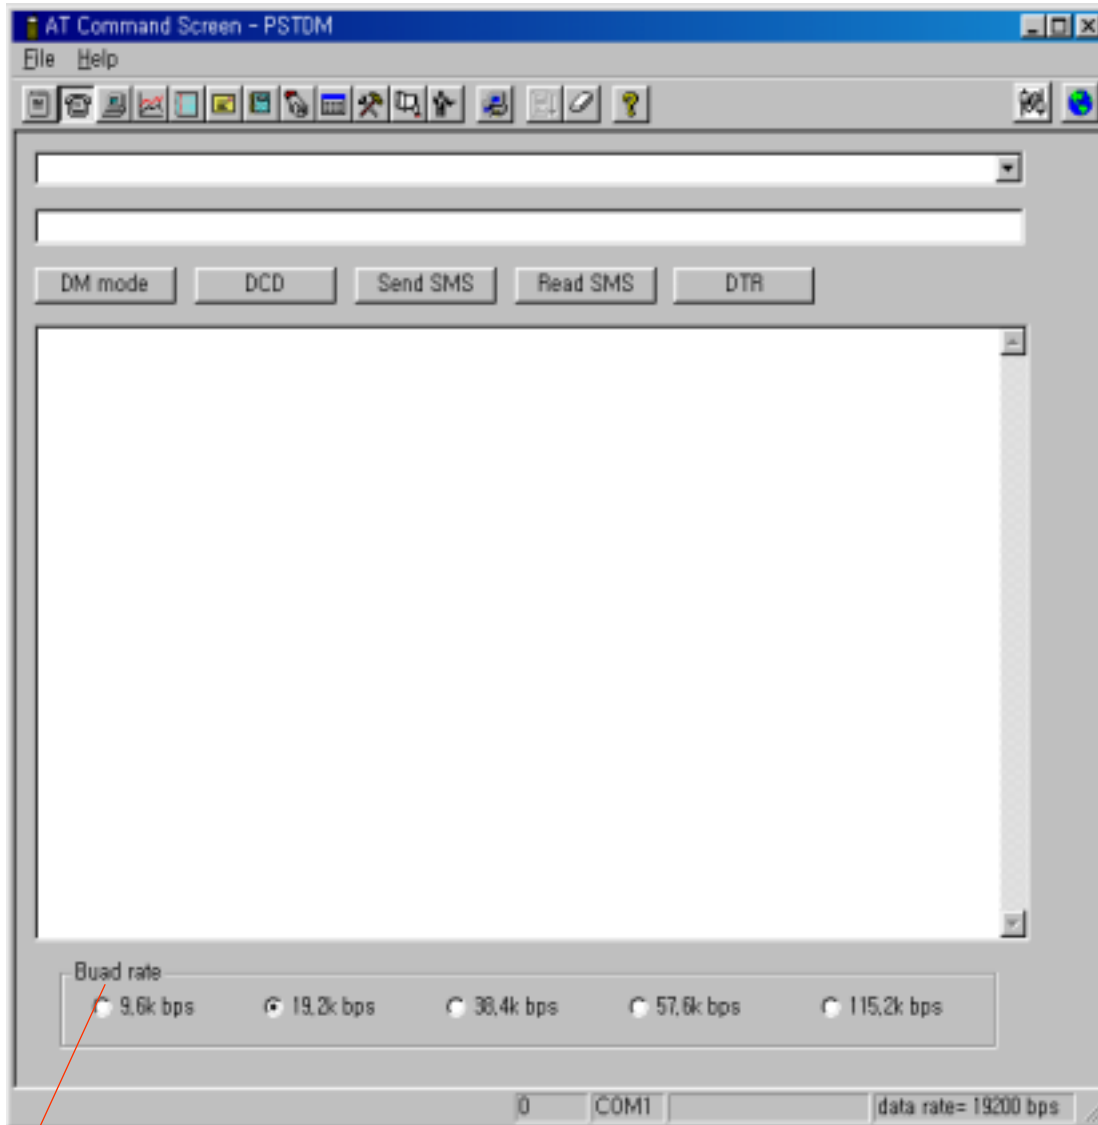 AT Command Screen - PSTDM
File Help
DM mode DCD Send SMS Read SMS DTR
Buad rate
9,6k bps 19,2k bps 38,4k bps 57,6k bps 115,2k bps
0 COM1 data rate= 19200 bps